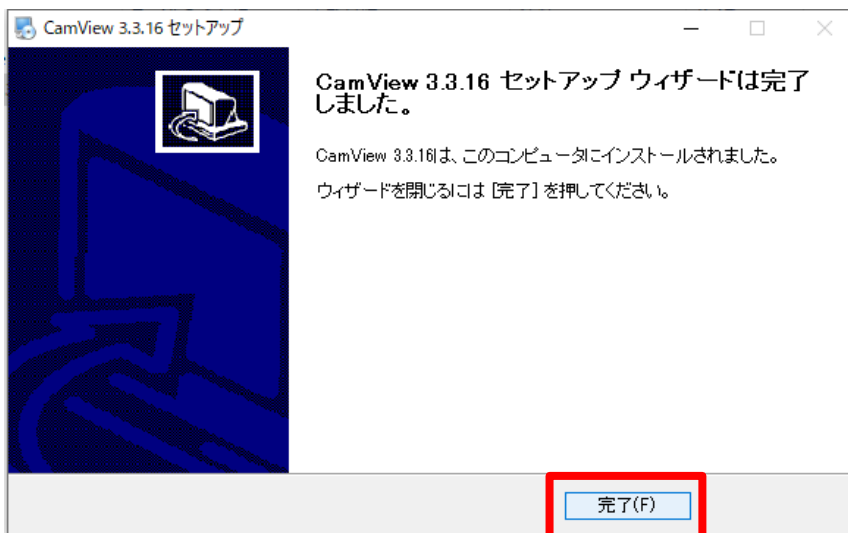 CamView 3.3.16 セットアップ
CamView 3.3.16 セットアップ ウィザードは完了
しました。
CamView 3.3.16は、このコンピュータにインストールされました。
ウィザードを閉じるには [完了] を押してください。
完了(F)